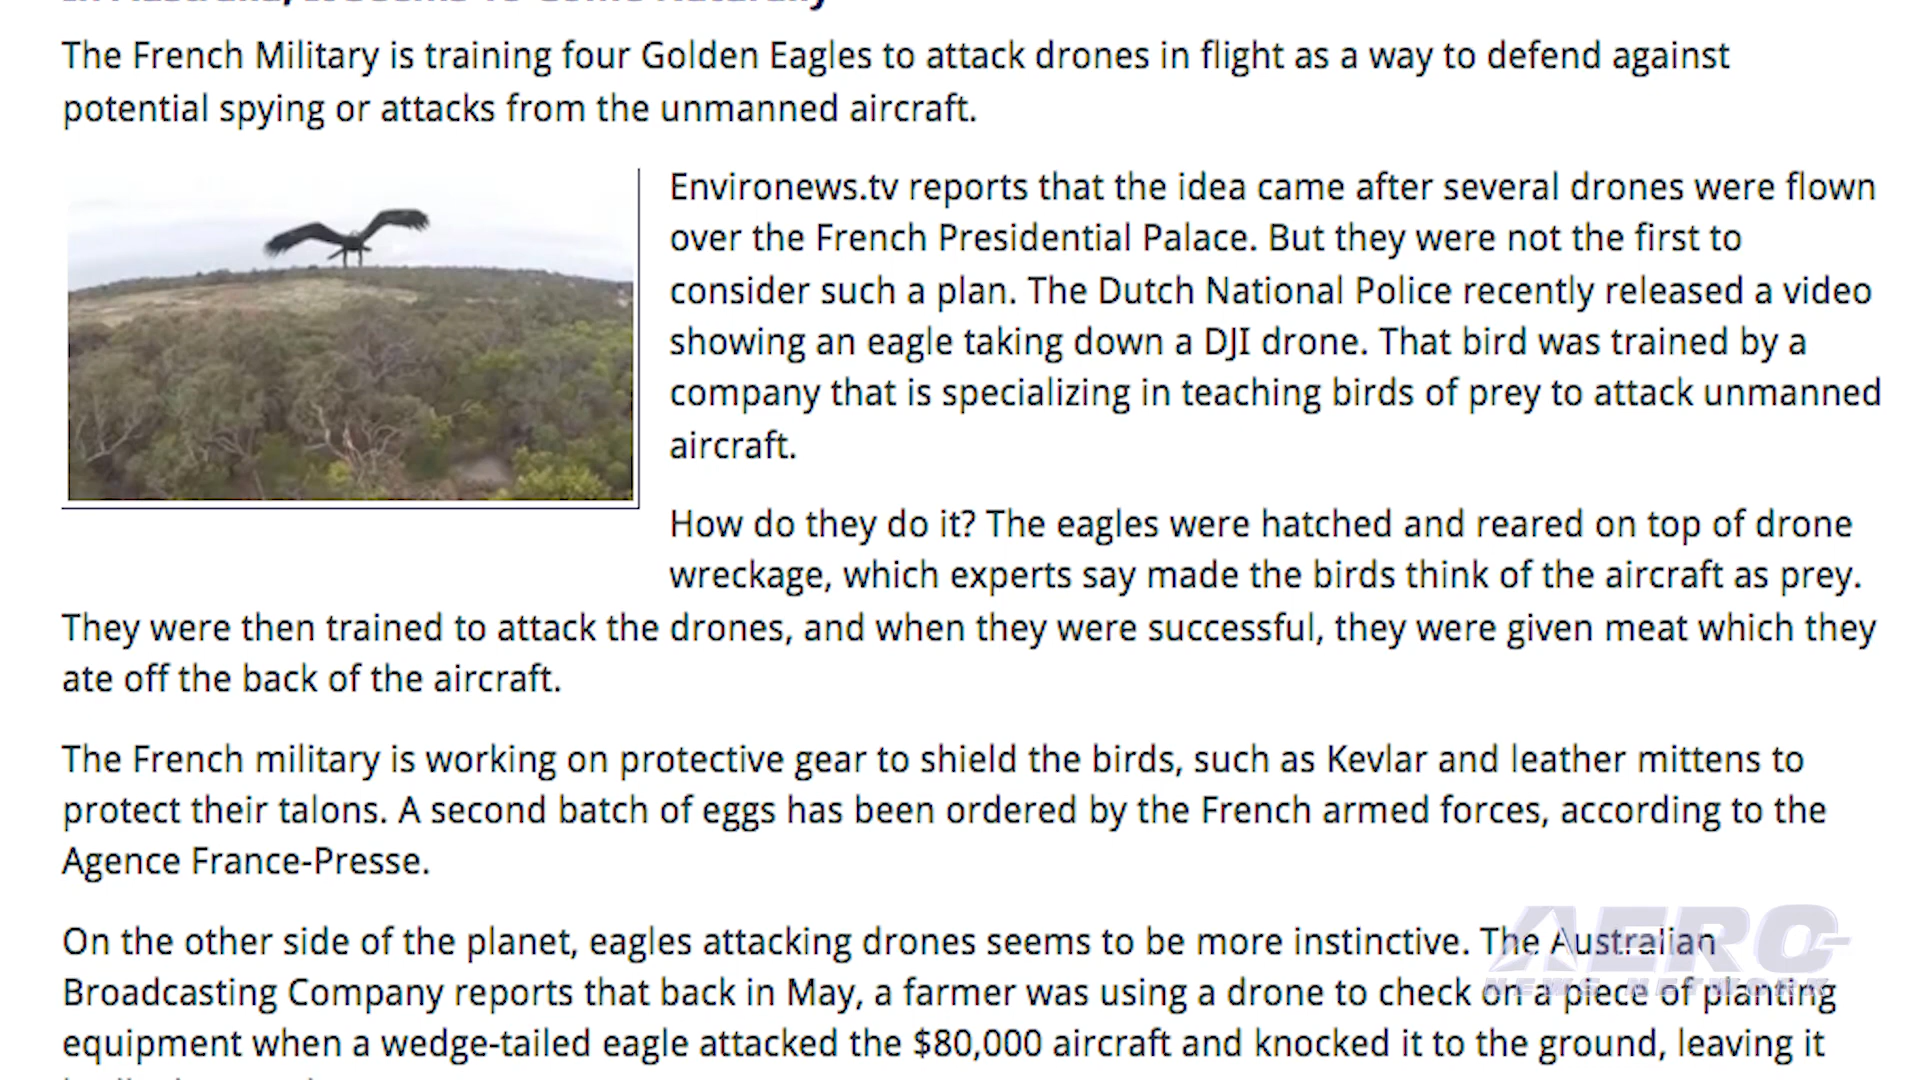 In Australia, It Seems To Come Naturally
The French Military is training four Golden Eagles to attack drones in flight as a way to defend against
potential spying or attacks from the unmanned aircraft.
Environews.tv reports that the idea came after several drones were flown
over the French Presidential Palace. But they were not the first to
consider such a plan. The Dutch National Police recently released a video
showing an eagle taking down a DJI drone. That bird was trained by a
company that is specializing in teaching birds of prey to attack unmanned
aircraft.
How do they do it? The eagles were hatched and reared on top of drone
wreckage, which experts say made the birds think of the aircraft as prey.
They were then trained to attack the drones, and when they were successful, they were given meat which they
ate off the back of the aircraft.
The French military is working on protective gear to shield the birds, such as Kevlar and leather mittens to
protect their talons. A second batch of eggs has been ordered by the French armed forces, according to the
Agence France-Presse.
On the other side of the planet, eagles attacking drones seems to be more instinctive. The Australian
Broadcasting Company reports that back in May, a farmer was using a drone to check on a piece of planting
equipment when a wedge-tailed eagle attacked the $80,000 aircraft and knocked it to the ground, leaving it
AERO
NEWS NETWORK